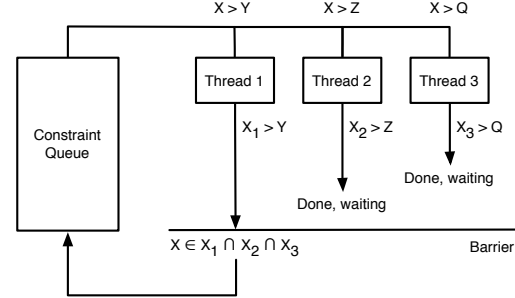 X > Y
X > Z
X > Q
Constraint
Queue
Thread 1
Thread 2
Thread 3
X₁ > Y
X₂ > Z
X₃ > Q
Done, waiting
Done, waiting
X ∈ X₁ ∩ X₂ ∩ X₃
Barrier